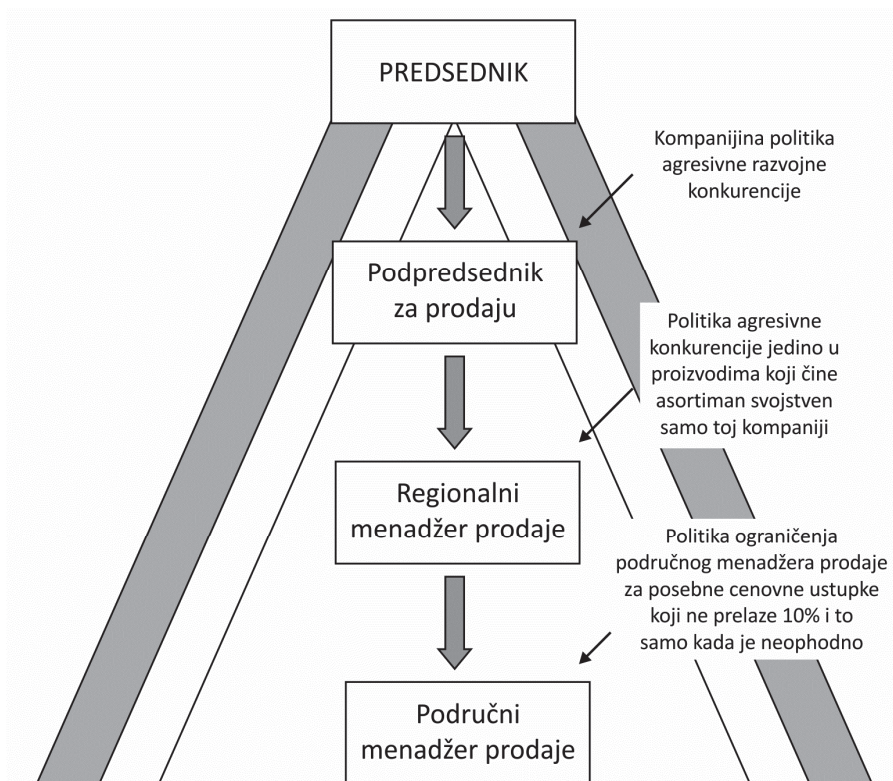 PREDSEDNIK
Kompanijina politika
agresivne razvojne
konkurencije
Podpredsednik
za prodaju
Politika agresivne
konkurencije jedino u
proizvodima koji čine
asortiman svojstven
samo toj kompaniji
Regionalni
menadžer prodaje
Politika ograničenja
područnog menadžera prodaje
za posebne cenovne ustupke
koji ne prelaze 10% i to
samo kada je neophodno
Područni
menadžer prodaje